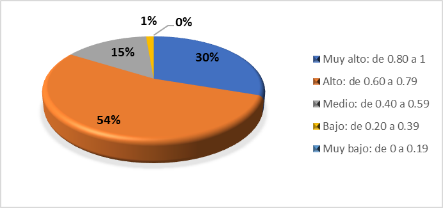 1%
0%
15%
30%
54%
Muy alto: de 0.80 a 1
Alto: de 0.60 a 0.79
Medio: de 0.40 a 0.59
Bajo: de 0.20 a 0.39
Muy bajo: de 0 a 0.19